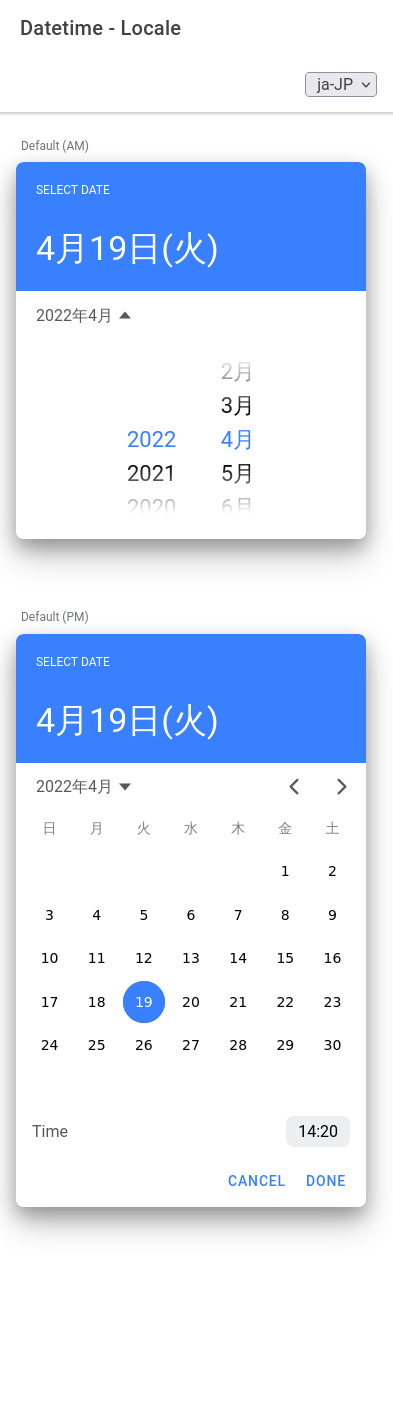 Datetime - Locale
ja-JP
Default (AM)
SELECT DATE
4月19日(火)
2022年4月
2月
3月
2022 4月
2021 5月
2020 6月
Default (PM)
SELECT DATE
4月19日(火)
2022年4月
日 月 火 水 木 金 土
1 2
3 4 5 6 7 8 9
10 11 12 13 14 15 16
17 18 19 20 21 22 23
24 25 26 27 28 29 30
Time 14:20
CANCEL DONE